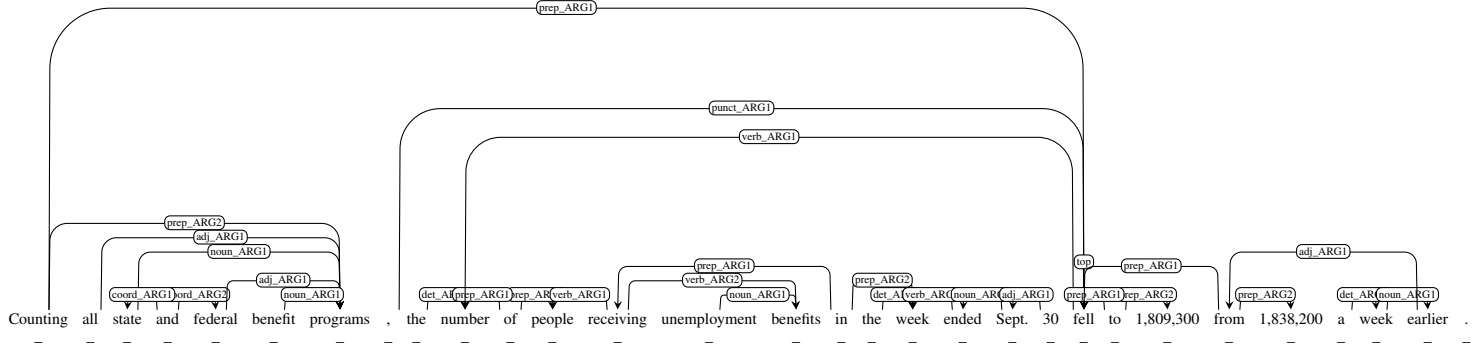 prep_ARG1
punct_ARG1
verb_ARG1
prep_ARG2
adj_ARG1
noun_ARG1
top
adj_ARG1
prep_ARG1
prep_ARG1
adj_ARG1
verb_ARG2
prep_ARG2
coord_ARG1 noun_ARG1 prep_ARG1 verb_ARG1 noun_ARG1 adj_ARG1 prep_ARG1 prep_ARG2 noun_ARG1
Counting all state and federal benefit programs , the number of people receiving unemployment benefits in the week ended Sept. 30 fell to 1,809,300 from 1,838,200 a week earlier .
_ _ _ _ _ _ _ _ _ _ _ _ _ _ _ _ _ _ _ _ _ _ _ _ _ _ _ _ _ _